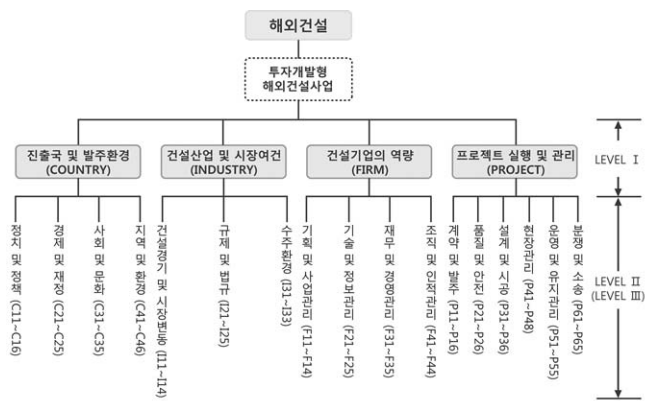 해외건설
투자개발형
해외건설사업
진출국 및 발주환경
(COUNTRY)
건설산업 및 시장여건
(INDUSTRY)
건설기업의 역량
(FIRM)
프로젝트 실행 및 관리
(PROJECT)
LEVEL Ⅰ
정치 및 정책 (C11~C16)
경제 및 재정 (C21~C25)
사회 및 문화 (C31~C35)
지역 및 환경 (C41~C46)
건설경기 및 시장변동 (I11~I14)
규제 및 법규 (I21~I25)
수주환경 (I31~I33)
기획 및 사업관리 (F11~F14)
기술 및 정보관리 (F21~F25)
재무 및 경영관리 (F31~F35)
조직 및 인적관리 (F41~F44)
계약 및 발주 (P11~P16)
품질 및 안전 (P21~P26)
설계 및 시공 (P31~P36)
현장관리 (P41~P48)
운영 및 유지관리 (P51~P55)
분쟁 및 소송 (P61~P65)
LEVEL Ⅱ
(LEVEL Ⅲ)